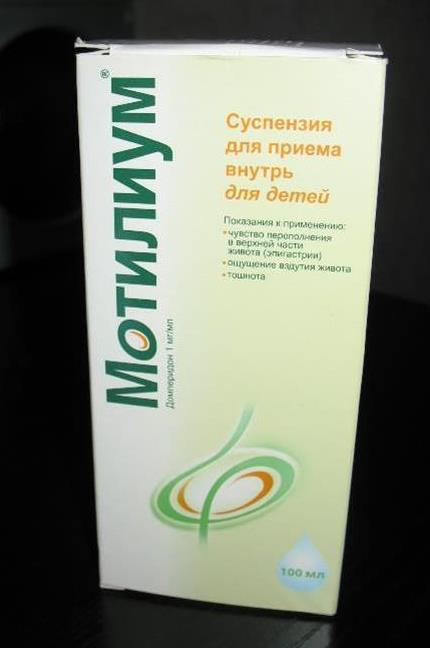 Мотилиум®
Домперидон 1 мг/мл
Суспензия
для приема
внутрь
для детей
Показания к применению:
• чувство переполнения
в верхней части
живота (эпигастрии)
• ощущение вздутия живота
• тошнота
100 мл